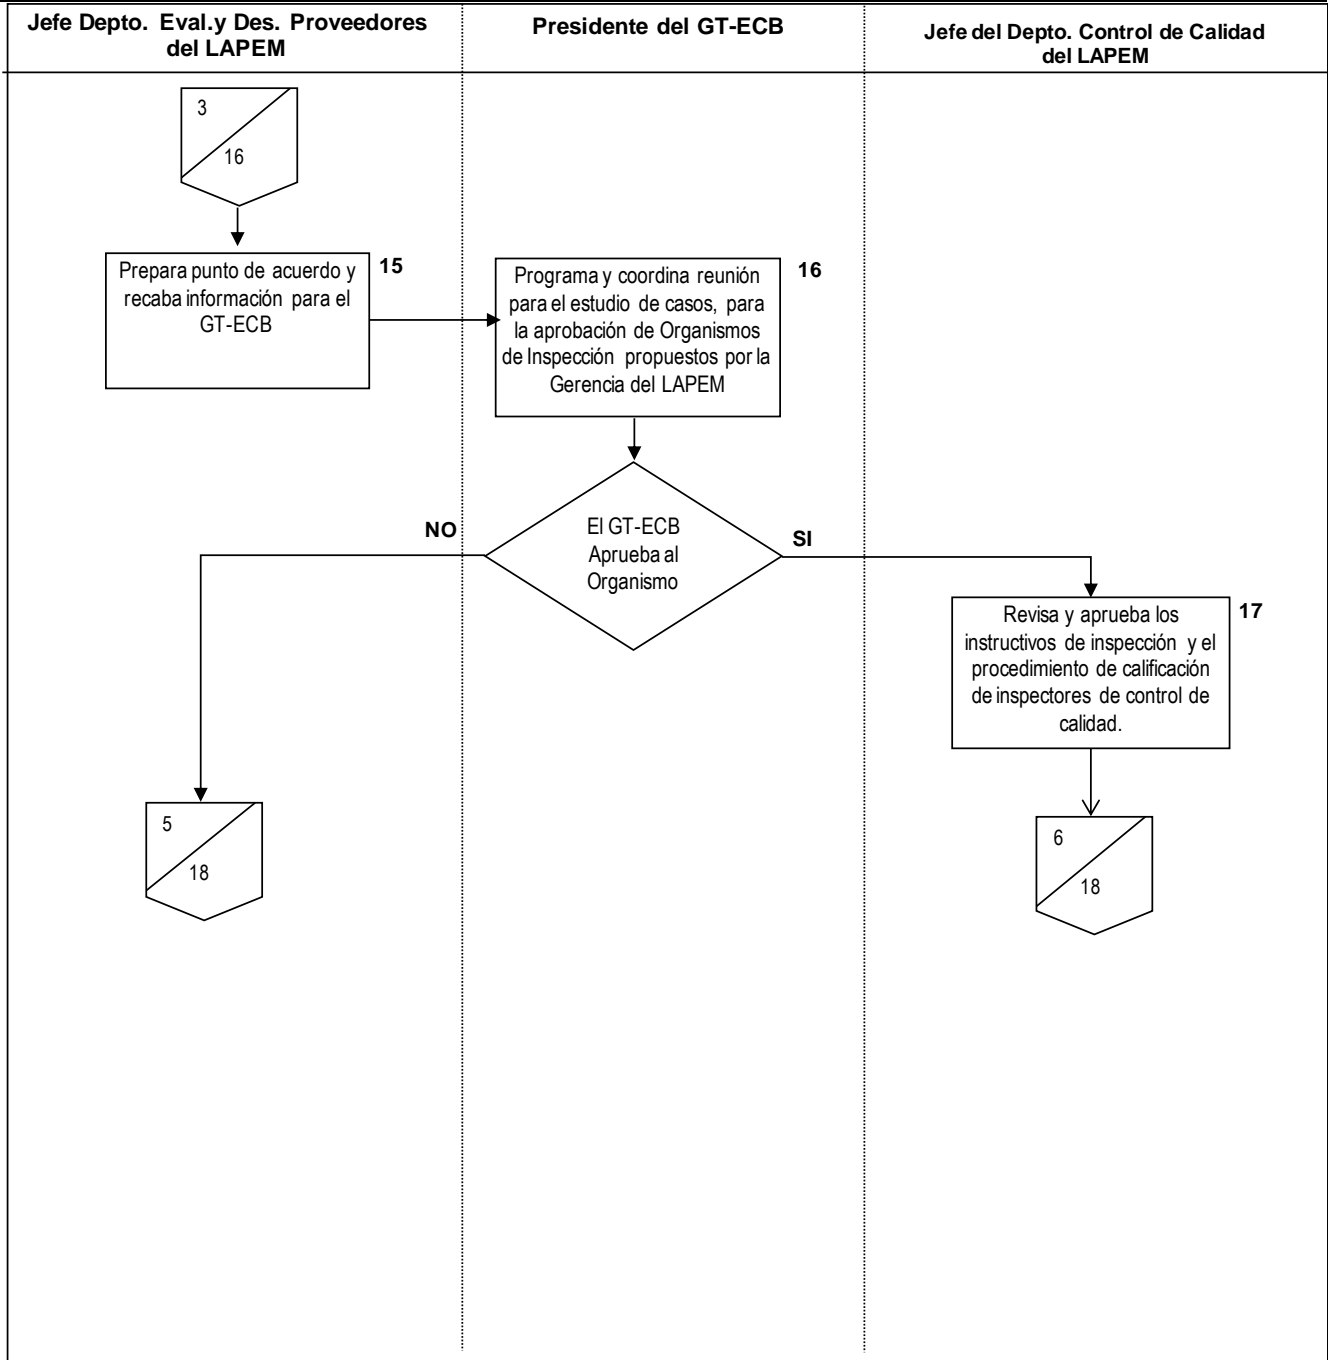 Jefe Depto. Eval.y Des. Proveedores
del LAPEM
Presidente del GT-ECB
Jefe del Depto. Control de Calidad
del LAPEM
3
16
Prepara punto de acuerdo y
recaba información para el
GT-ECB
15
Programa y coordina reunión
para el estudio de casos, para
la aprobación de Organismos
de Inspección propuestos por la
Gerencia del LAPEM
16
El GT-ECB
Aprueba al
Organismo
NO
SI
Revisa y aprueba los
instructivos de inspección y el
procedimiento de calificación
de inspectores de control de
calidad.
17
5
18
6
18